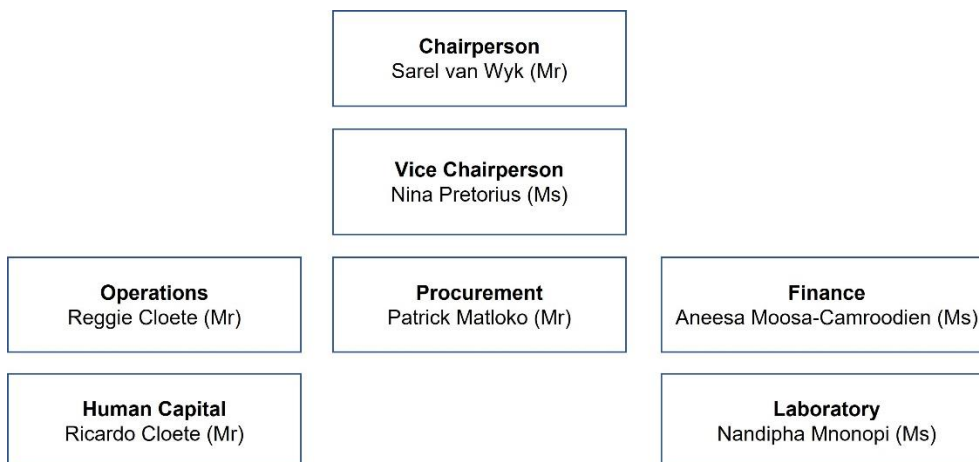 Chairperson
Sarel van Wyk (Mr)
Vice Chairperson
Nina Pretorius (Ms)
Operations
Reggie Cloete (Mr)
Procurement
Patrick Matloko (Mr)
Finance
Aneesa Moosa-Camroodien (Ms)
Human Capital
Ricardo Cloete (Mr)
Laboratory
Nandipha Mnonopi (Ms)